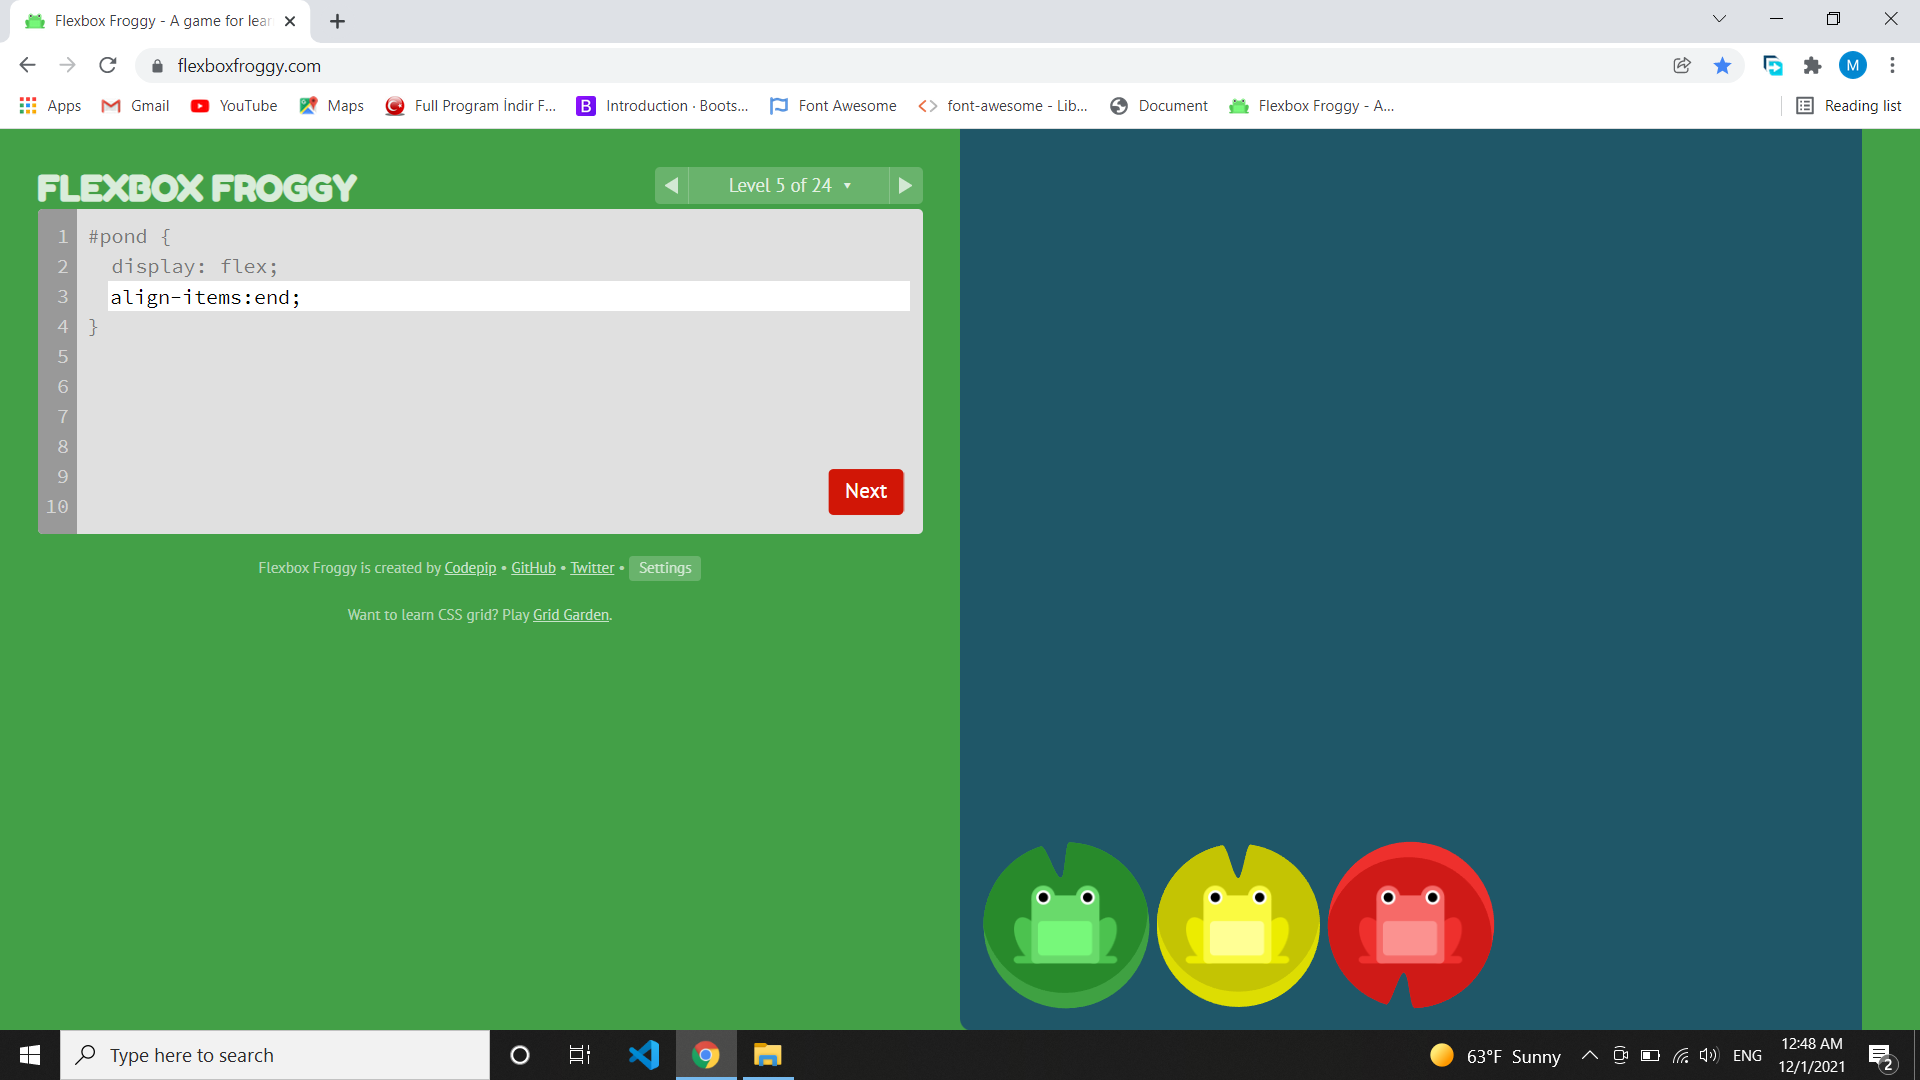 Flexbox Froggy - A game for lear
flexboxfroggy.com
M
Apps
Gmail
YouTube
Maps
Full Program İndir F...
B
Introduction · Boots...
Font Awesome
font-awesome - Lib...
Document
Flexbox Froggy - A...
Reading list
FLEXBOX FROGGY
Level 5 of 24
1 #pond {
2 display: flex;
3 align-items:end;
4 }
5
6
7
8
9
10
Next
Flexbox Froggy is created by Codepip • GitHub • Twitter • Settings
Want to learn CSS grid? Play Grid Garden.
Type here to search
63°F Sunny
ENG
12:48 AM
12/1/2021
2